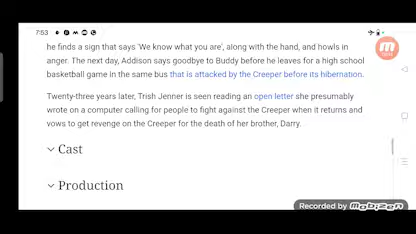 7:53
he finds a sign that says 'We know what you are', along with the hand, and howls in
anger. The next day, Addison says goodbye to Buddy before he leaves for a high school
basketball game in the same bus that is attacked by the Creeper before its hibernation.
Twenty-three years later, Trish Jenner is seen reading an open letter she presumably
wrote on a computer calling for people to fight against the Creeper when it returns and
vows to get revenge on the Creeper for the death of her brother, Darry.
Cast
Production
Recorded by Mobizen